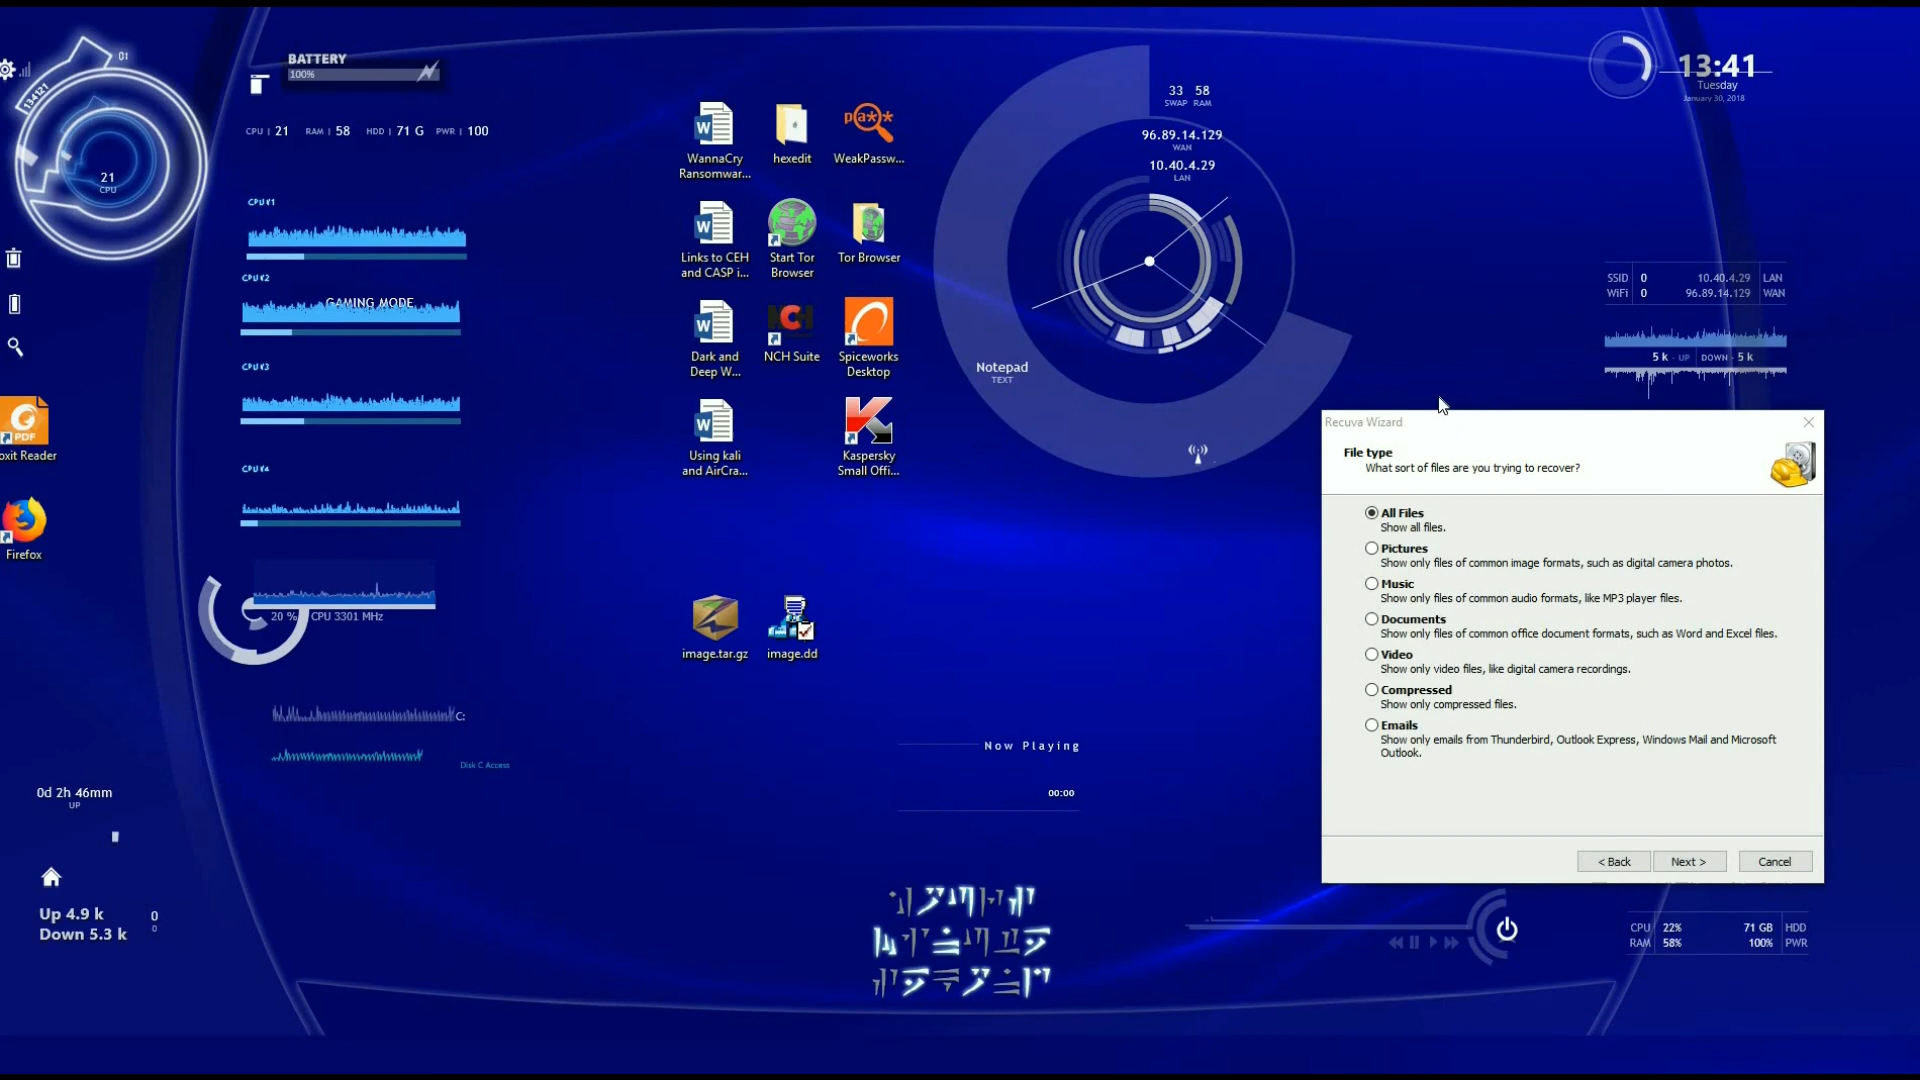 01
134121
BATTERY
100%
CPU | 21 RAM | 58 HDD | 71 G PWR | 100
21
CPU
CPU #1
CPU #2
GAMING MODE
CPU #3
CPU #4
20 % CPU 3301 MHz
C:
Disk C Access
0d 2h 46mm
UP
Up 4.9 k 0
Down 5.3 k 0
oxit Reader
PDF
Firefox
WannaCry
Ransomwar...
hexedit
pla**
WeakPassw...
Links to CEH
and CASP i...
Start Tor
Browser
Tor Browser
Dark and
Deep W...
NCH
NCH Suite
Spiceworks
Desktop
Using kali
and AirCra...
Kaspersky
Small Offi...
image.tar.gz
image.dd
33 58
SWAP RAM
96.89.14.129
WAN
10.40.4.29
LAN
Notepad
TEXT
Now Playing
00:00
13:41
Tuesday
January 30, 2018
SSID 0 10.40.4.29 LAN
WiFi 0 96.89.14.129 WAN
5 k - UP DOWN - 5 k
Recuva Wizard
File type
What sort of files are you trying to recover?
All Files
Show all files.
Pictures
Show only files of common image formats, such as digital camera photos.
Music
Show only files of common audio formats, like MP3 player files.
Documents
Show only files of common office document formats, such as Word and Excel files.
Video
Show only video files, like digital camera recordings.
Compressed
Show only compressed files.
Emails
Show only emails from Thunderbird, Outlook Express, Windows Mail and Microsoft
Outlook.
< Back Next > Cancel
CPU 22% 71 GB HDD
RAM 58% 100% PWR